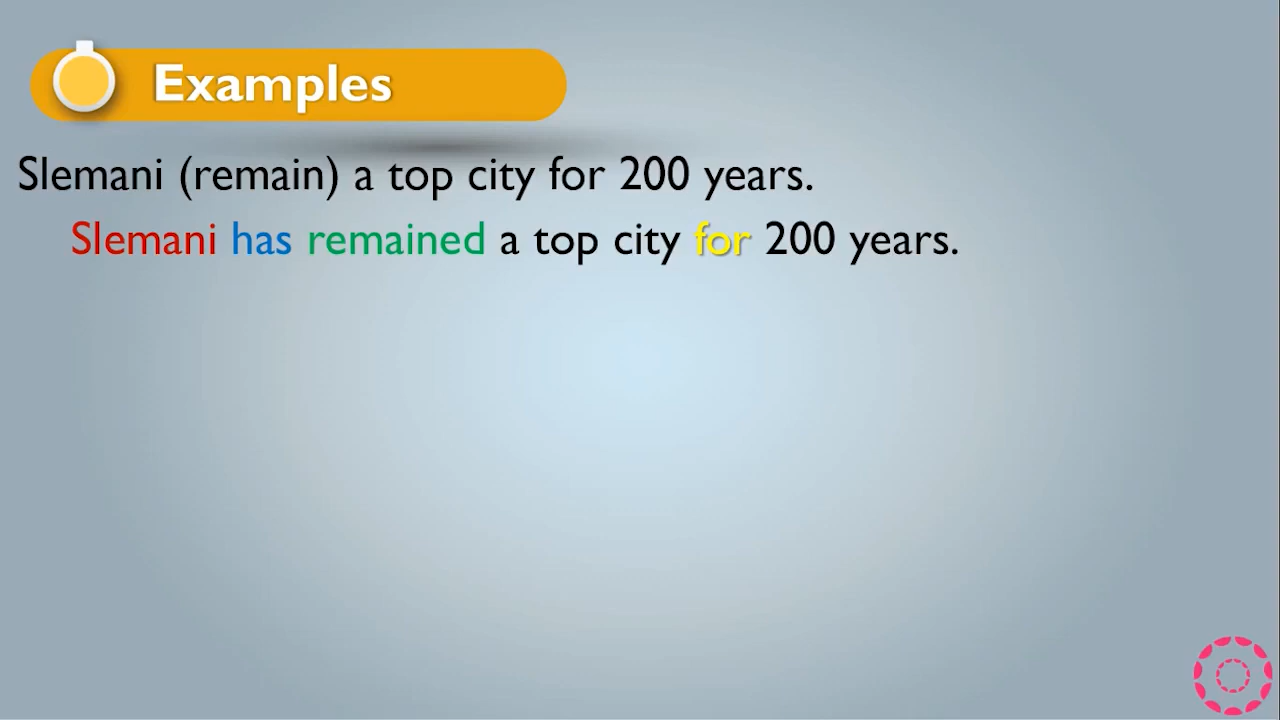 Examples
Slemani (remain) a top city for 200 years.
Slemani has remained a top city for 200 years.